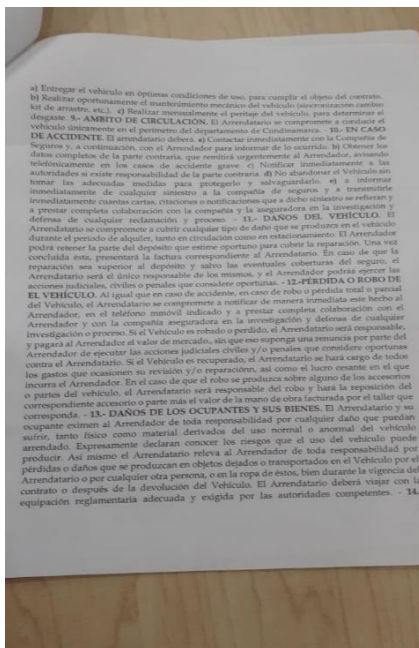 a) Entregar el vehículo en óptimas condiciones de uso, para cumplir el objeto del contrato.
b) Realizar oportunamente el mantenimiento mecánico del vehículo (sincronización cambio
kit de arrastre, etc.). c) Realizar mensualmente el peritaje del vehículo, para determinar el
desgaste. 9.- AMBITO DE CIRCULACIÓN. El Arrendatario se compromete a conducir el
vehículo únicamente en el perímetro del departamento de Cundinamarca. - 10.- EN CASO
DE ACCIDENTE. El arrendatario deberá. a) Contactar inmediatamente con la Compañía de
Seguros y, a continuación, con el Arrendador para informar de lo ocurrido. b) Obtener los
datos completos de la parte contraria, que remitirá urgentemente al Arrendador, avisando
telefónicamente en los casos de accidente grave. c) Notificar inmediatamente a las
autoridades si existe responsabilidad de la parte contraria. d) No abandonar el Vehículo sin
tomar las adecuadas medidas para protegerlo y salvaguardarlo. e) a informar
inmediatamente de cualquier siniestro a la compañía de seguros y a transmitirle
inmediatamente cuantas cartas, citaciones o notificaciones que a dicho siniestro se refieran y
a prestar completa colaboración con la compañía y la aseguradora en la investigación y
defensa de cualquier reclamación y proceso. - 11.- DAÑOS DEL VEHÍCULO. El
Arrendatario se compromete a cubrir cualquier tipo de daño que se produzca en el vehículo
durante el periodo de alquiler, tanto en circulación como en estacionamiento. El Arrendador
podrá retener la parte del depósito que estime oportuno para cubrir la reparación. Una vez
concluida ésta, presentará la factura correspondiente al Arrendatario. En caso de que la
reparación sea superior al depósito y salvo las eventuales coberturas del seguro, el
Arrendatario será el único responsable de los mismos, y el Arrendador podrá ejercer las
acciones judiciales, civiles o penales que considere oportunas. - 12.-PÉRDIDA O ROBO DE
EL VEHÍCULO. Al igual que en caso de accidente, en caso de robo o pérdida total o parcial
del Vehículo, el Arrendatario se compromete a notificar de manera inmediata este hecho al
Arrendador, en el teléfono móvil indicado y a prestar completa colaboración con el
Arrendador y con la compañía aseguradora en la investigación y defensa de cualquier
investigación o proceso. Si el Vehículo es robado o perdido, el Arrendatario será responsable,
y pagará al Arrendador el valor de mercado., sin que eso suponga una renuncia por parte del
Arrendador de ejecutar las acciones judiciales civiles y/o penales que considere oportunas
contra el Arrendatario. Si el Vehículo es recuperado, el Arrendatario se hará cargo de todos
los gastos que ocasionen su revisión y/o reparación, así como el lucro cesante en el que
incurra el Arrendador. En el caso de que el robo se produzca sobre alguno de los accesorios
o partes del vehículo, el Arrendatario será responsable del robo y hará la reposición del
correspondiente accesorio o parte más el valor de la mano de obra facturada por el taller que
corresponda. - 13.- DAÑOS DE LOS OCUPANTES Y SUS BIENES. El Arrendatario y su
ocupante eximen al Arrendador de toda responsabilidad por cualquier daño que puedan
sufrir, tanto físico como material derivados del uso normal o anormal del vehículo
arrendado. Expresamente declaran conocer los riesgos que el uso del vehículo puede
producir. Así mismo el Arrendatario releva al Arrendador de toda responsabilidad por
pérdidas o daños que se produzcan en objetos dejados o transportados en el Vehículo por el
Arrendatario o por cualquier otra persona, o en la ropa de éstos, bien durante la vigencia del
contrato o después de la devolución del Vehículo. El Arrendatario deberá viajar con la
equipación reglamentaria adecuada y exigida por las autoridades competentes. - 14.